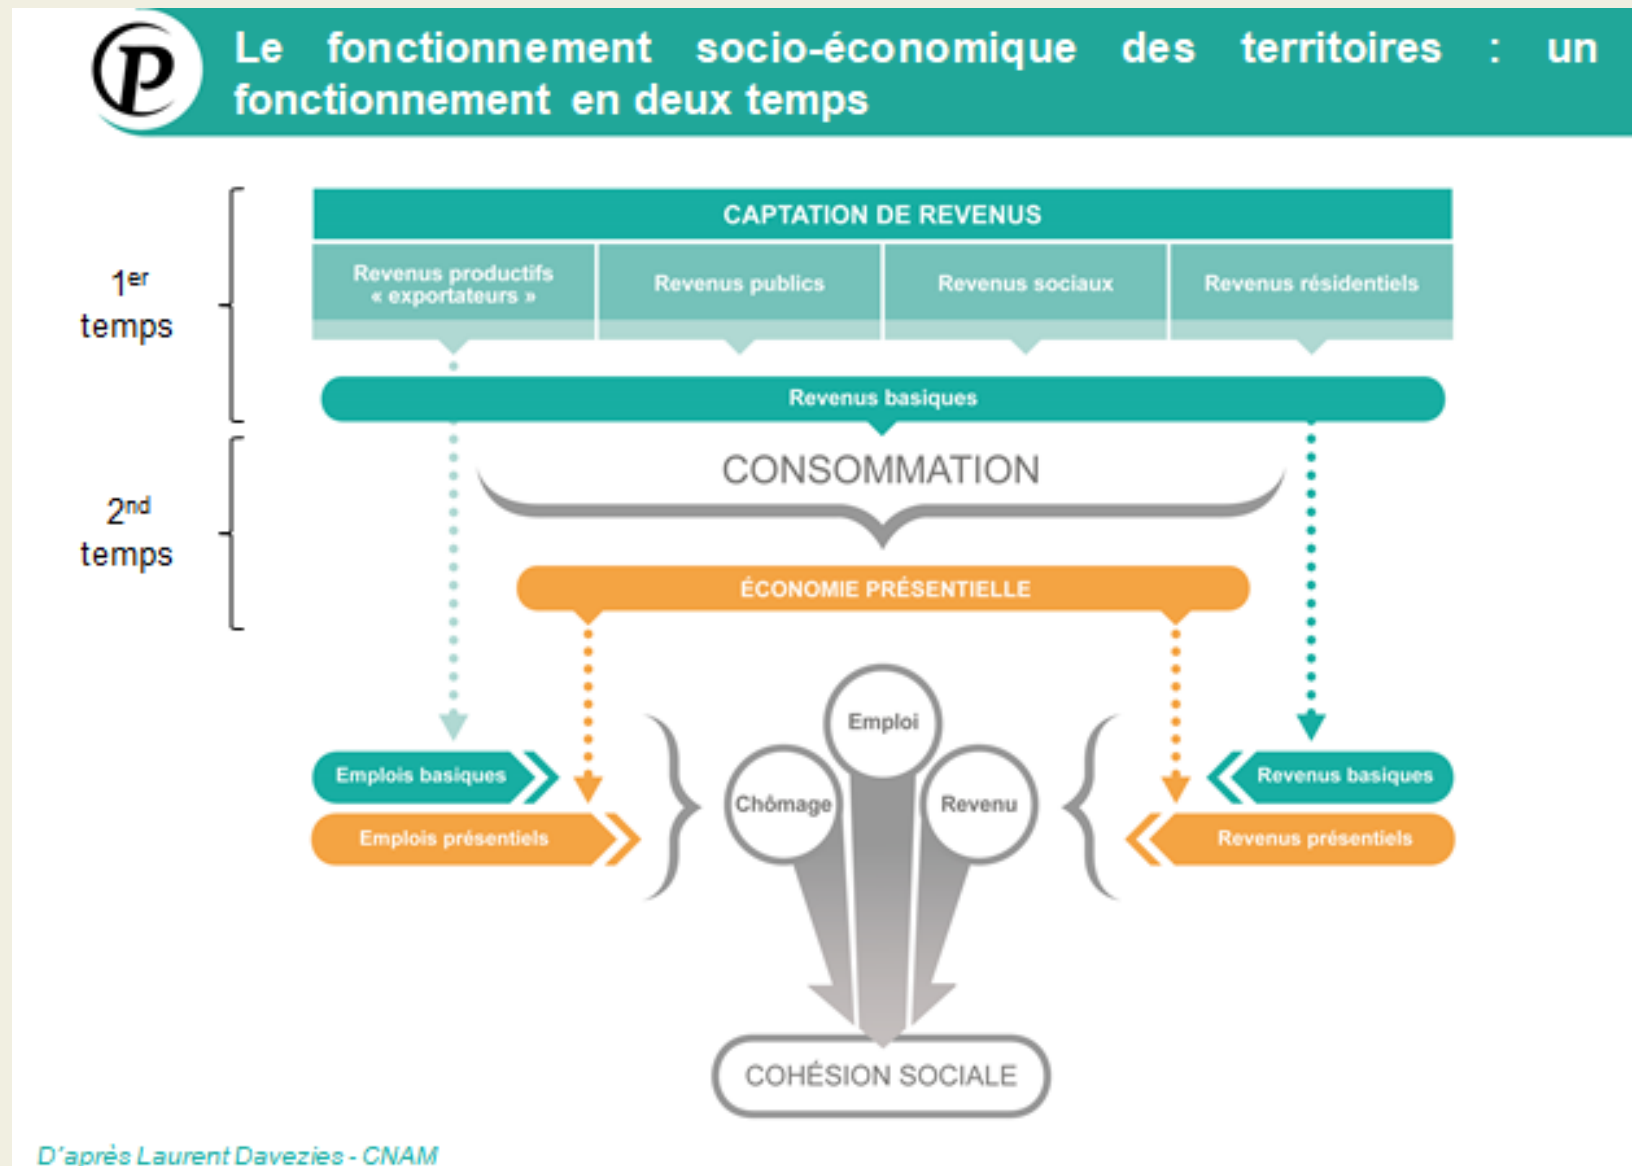 P
Le fonctionnement socio-économique des territoires : un
fonctionnement en deux temps
1er
temps
CAPTATION DE REVENUS
Revenus productifs
« exportateurs »
Revenus publics
Revenus sociaux
Revenus résidentiels
Revenus basiques
2nd
temps
CONSOMMATION
ÉCONOMIE PRÉSENTIELLE
Emploi
Chômage
Revenu
Emplois basiques
Revenus basiques
Emplois présentiels
Revenus présentiels
COHÉSION SOCIALE
D'après Laurent Davezies - CNAM